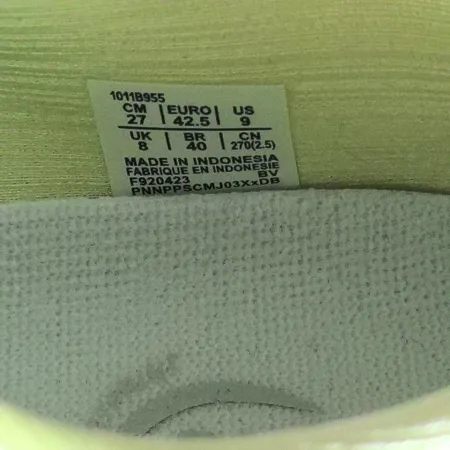 1011B955
CM EURO US
27 42.5 9
UK BR CN
8 40 270(2.5)
MADE IN INDONESIA
FABRIQUE EN INDONESIE
F920423 BV
PNNPPSCMJ03XxDB